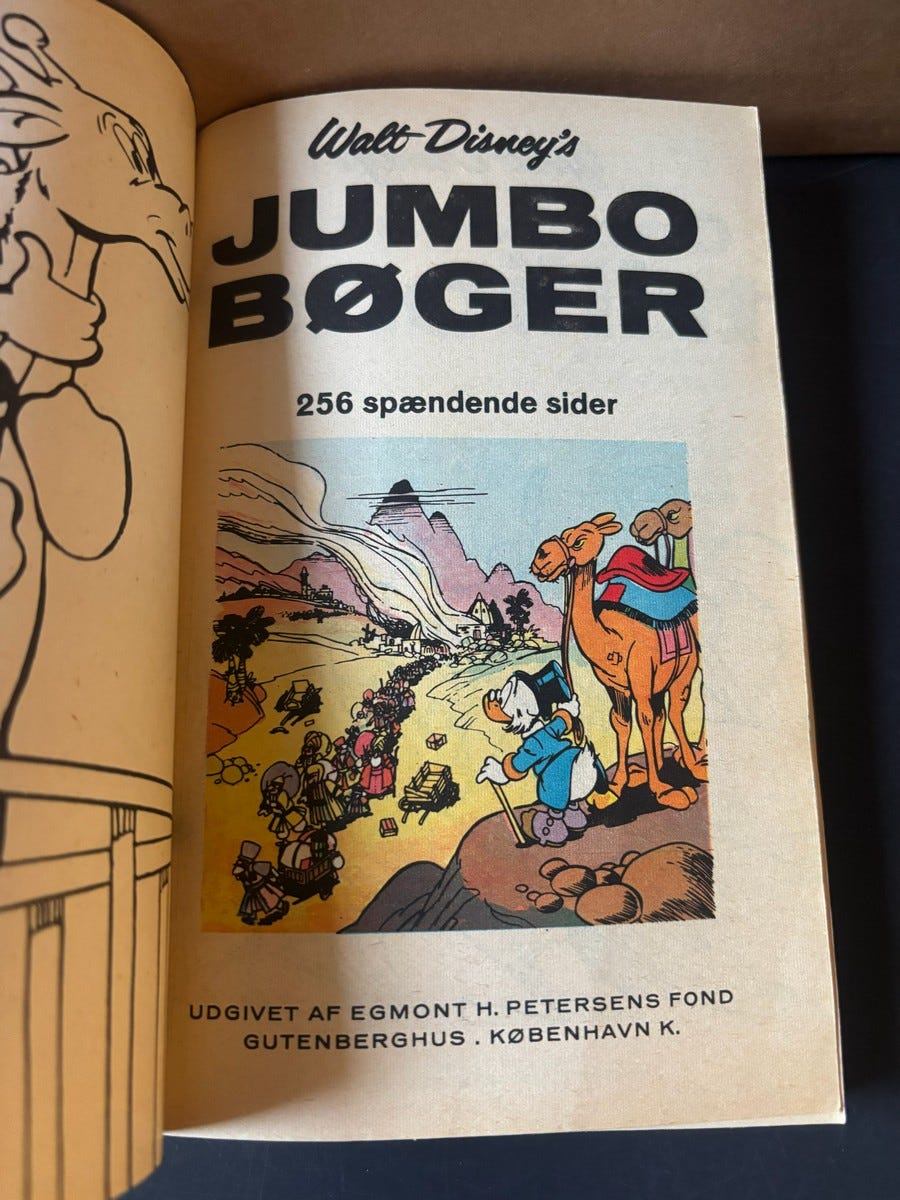 Walt Disney's
JUMBO
BØGER
256 spændende sider
UDGIVET AF EGMONT H. PETERSENS FOND
GUTENBERGHUS . KØBENHAVN K.